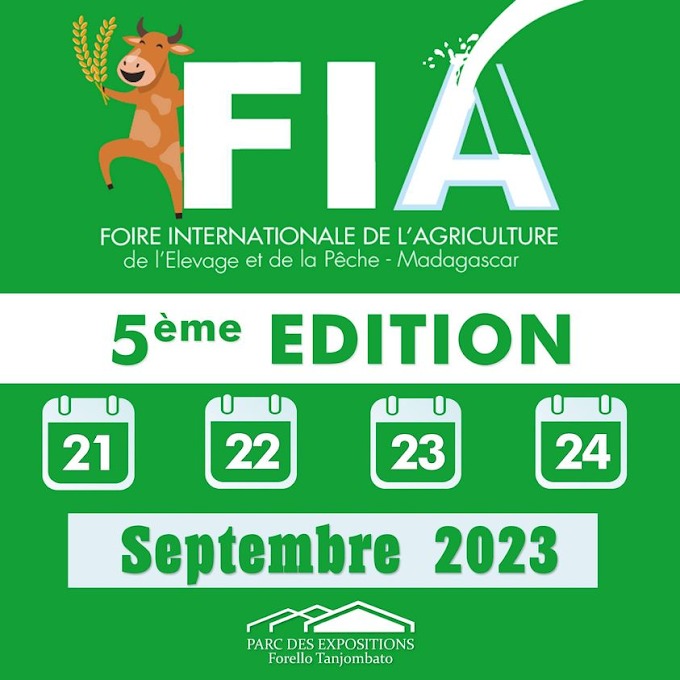 FIA
FOIRE INTERNATIONALE DE L'AGRICULTURE
de l'Elevage et de la Pêche - Madagascar
5ème EDITION
21 22 23 24
Septembre 2023
PARC DES EXPOSITIONS
Forello Tanjombato